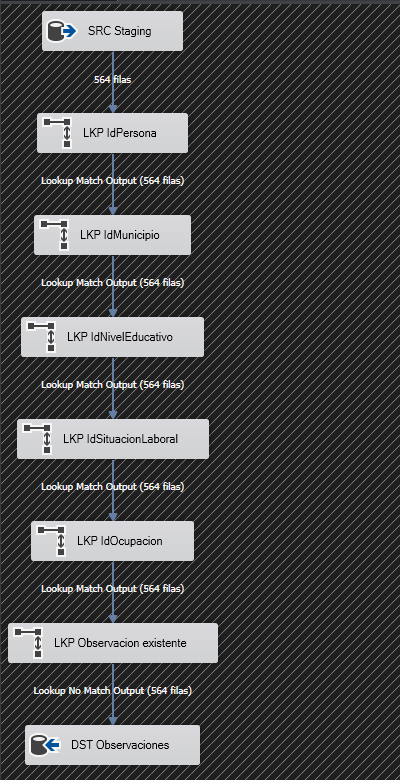 SRC Staging
564 filas
LKP IdPersona
Lookup Match Output (564 filas)
LKP IdMunicipio
Lookup Match Output (564 filas)
LKP IdNivelEducativo
Lookup Match Output (564 filas)
LKP IdSituacionLaboral
Lookup Match Output (564 filas)
LKP IdOcupacion
Lookup Match Output (564 filas)
LKP Observacion existente
Lookup No Match Output (564 filas)
DST Observaciones